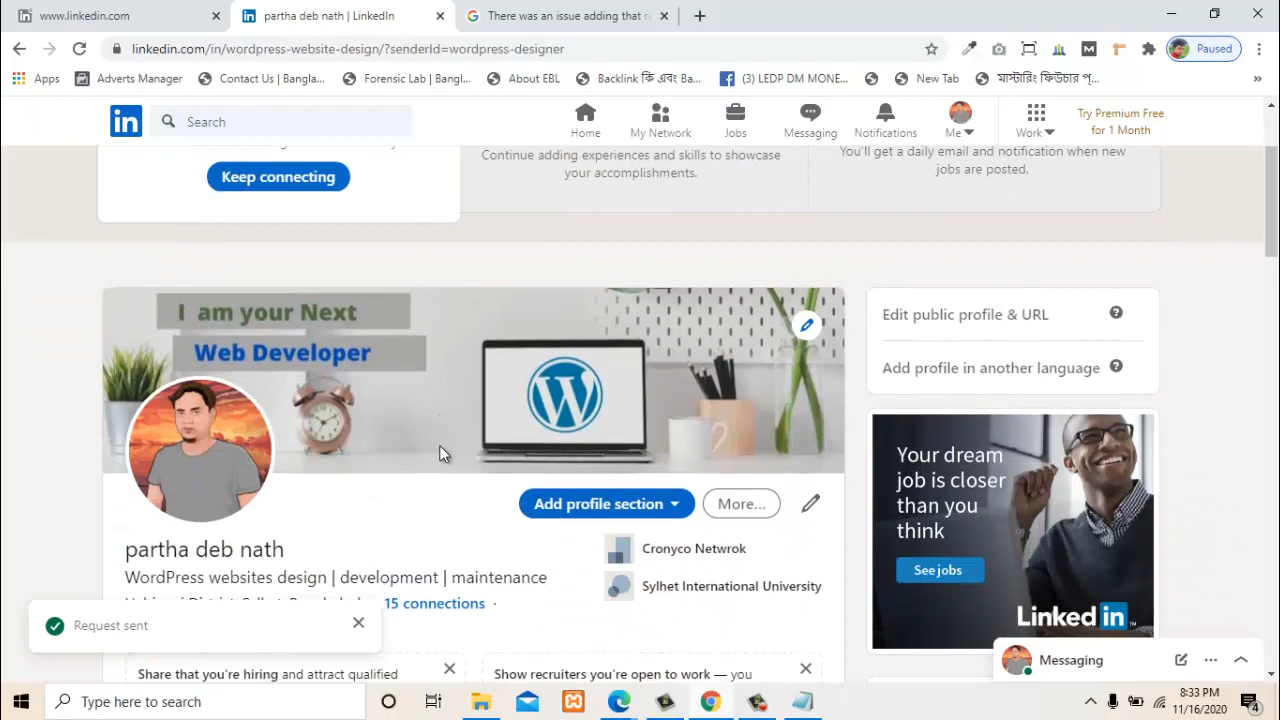 www.linkedin.com
partha deb nath | LinkedIn
There was an issue adding that r
linkedin.com/in/wordpress-website-design/?senderId=wordpress-designer
Paused
Apps
Adverts Manager
Contact Us | Bangla...
Forensic Lab | Bangl...
About EBL
Backlink কি এবং Ba...
(3) LEDP DM MONE...
New Tab
মাস্টারিং ফিউচার প্...
in
Search
Home
My Network
Jobs
Messaging
Notifications
Me
Work
Try Premium Free
for 1 Month
Keep connecting
Continue adding experiences and skills to showcase
your accomplishments.
You'll get a daily email and notification when new
jobs are posted.
I am your Next
Web Developer
Edit public profile & URL
Add profile in another language
Your dream
job is closer
than you
think
See jobs
Linked in
Add profile section
More...
partha deb nath
WordPress websites design | development | maintenance
15 connections ·
Cronyco Netwrok
Sylhet International University
Request sent
Share that you're hiring and attract qualified
Show recruiters you're open to work — you
Messaging
Type here to search
8:33 PM
11/16/2020
4